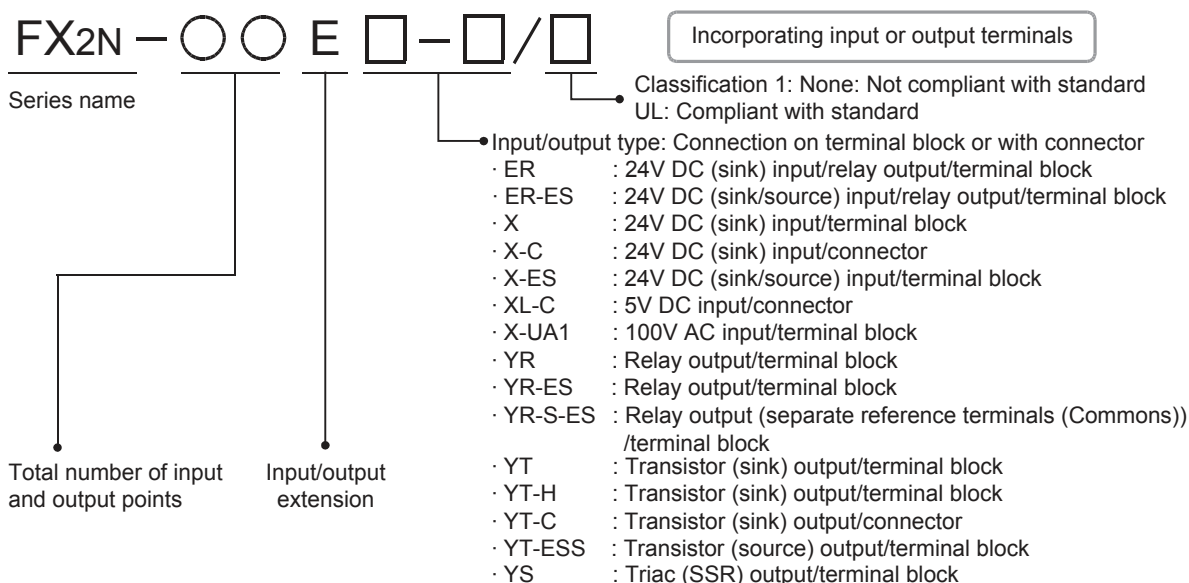 FX2N – ○○ E □ – □/□
Incorporating input or output terminals
Series name
Classification 1: None: Not compliant with standard
UL: Compliant with standard
Input/output type: Connection on terminal block or with connector
· ER : 24V DC (sink) input/relay output/terminal block
· ER-ES : 24V DC (sink/source) input/relay output/terminal block
· X : 24V DC (sink) input/terminal block
· X-C : 24V DC (sink) input/connector
· X-ES : 24V DC (sink/source) input/terminal block
· XL-C : 5V DC input/connector
· X-UA1 : 100V AC input/terminal block
· YR : Relay output/terminal block
· YR-ES : Relay output/terminal block
· YR-S-ES : Relay output (separate reference terminals (Commons))
/terminal block
· YT : Transistor (sink) output/terminal block
· YT-H : Transistor (sink) output/terminal block
· YT-C : Transistor (sink) output/connector
· YT-ESS : Transistor (source) output/terminal block
· YS : Triac (SSR) output/terminal block
Total number of input
and output points
Input/output
extension